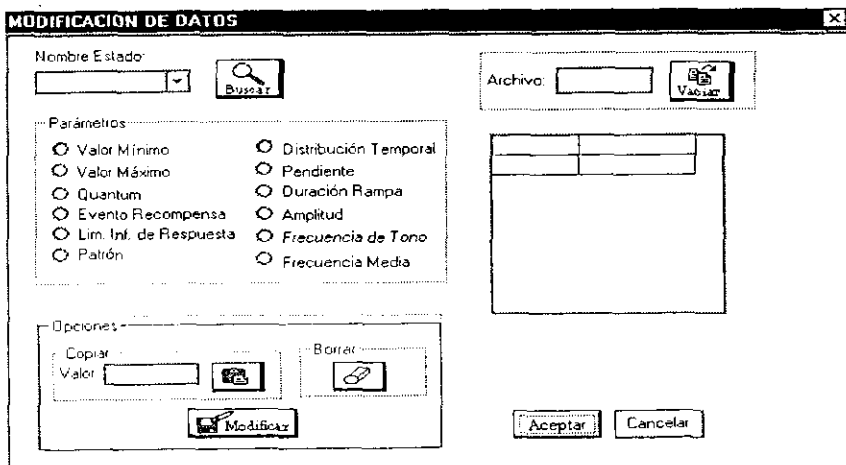 MODIFICACION DE DATOS
Nombre Estado:
Buscar
Archivo:
Vaciar
Parámetros
Valor Mínimo
Valor Máximo
Quantum
Evento Recompensa
Lim. Inf. de Respuesta
Patrón
Distribución Temporal
Pendiente
Duración Rampa
Amplitud
Frecuencia de Tono
Frecuencia Media
Opciones
Copiar
Valor
Borrar
Modificar
Aceptar
Cancelar